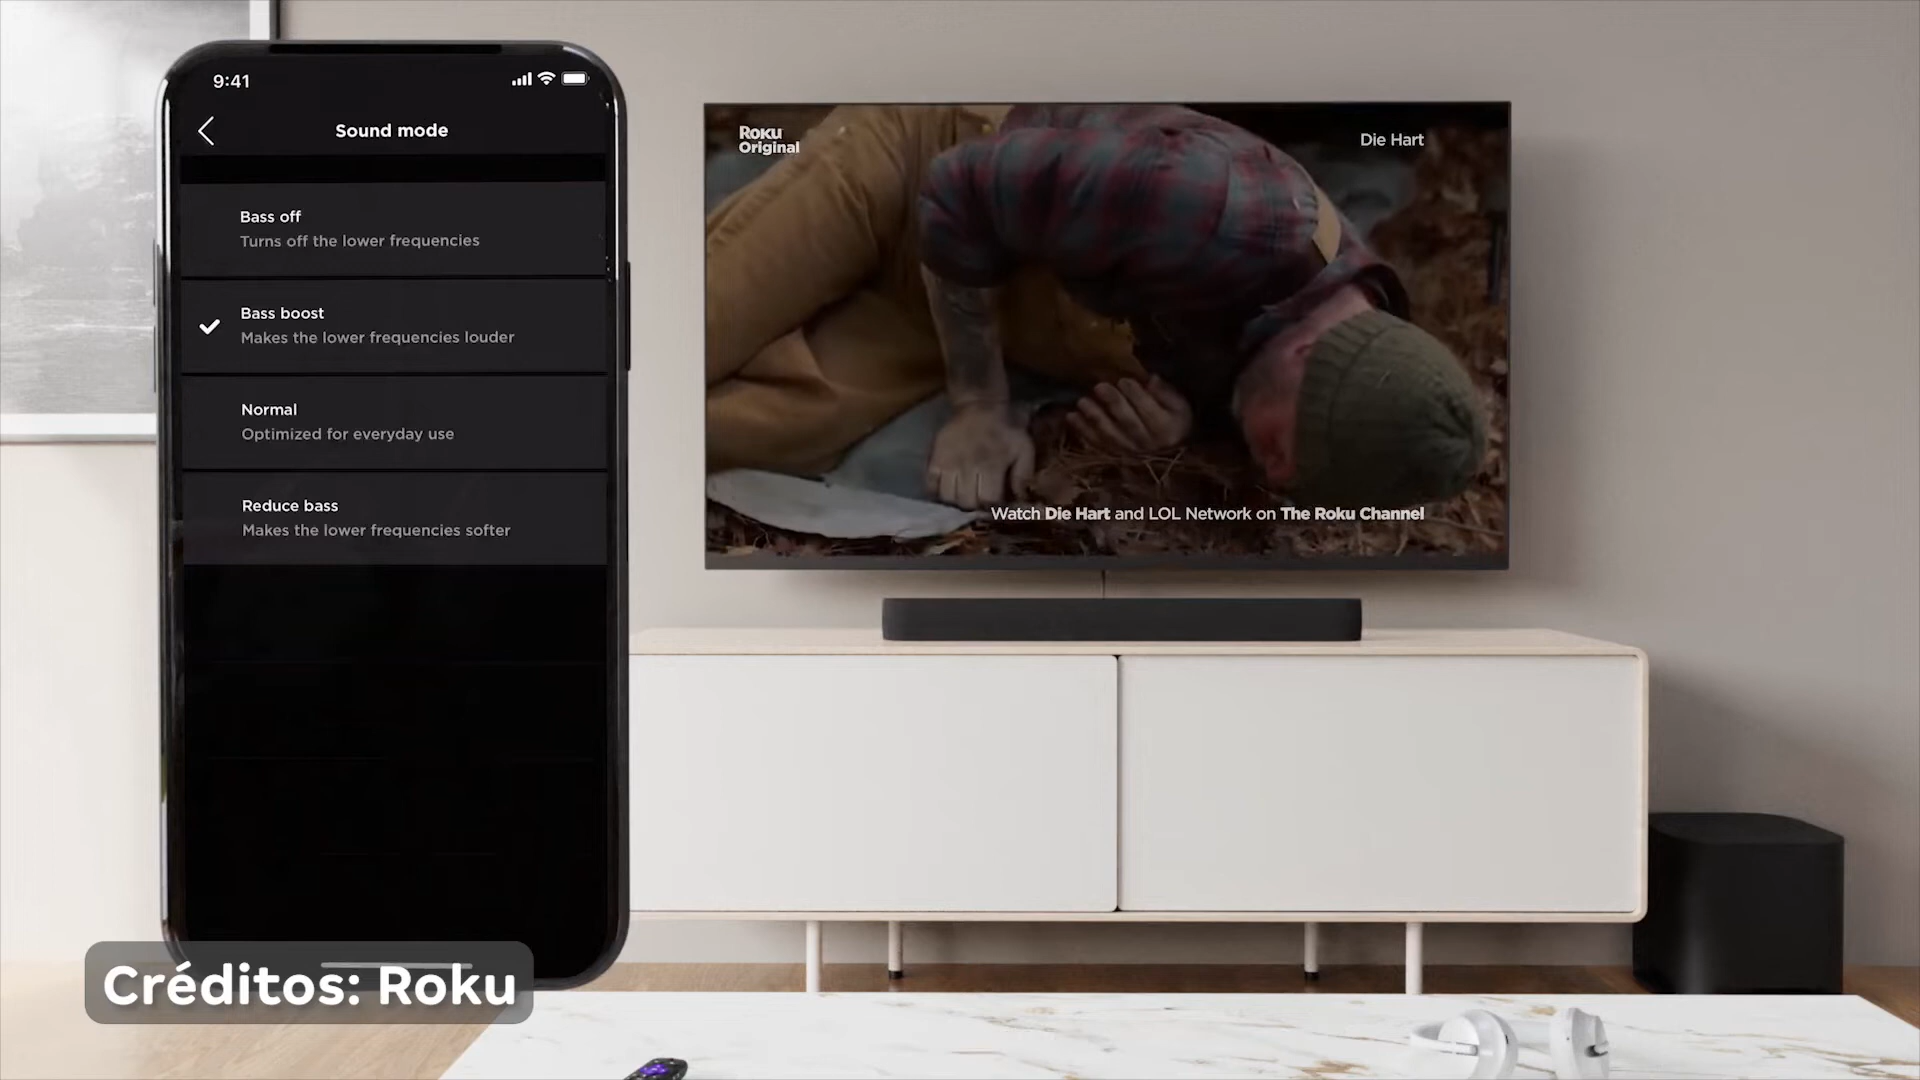 9:41
Sound mode
Bass off
Turns off the lower frequencies
Bass boost
Makes the lower frequencies louder
Normal
Optimized for everyday use
Reduce bass
Makes the lower frequencies softer
Roku
Original
Die Hart
Watch Die Hart and LOL Network on The Roku Channel
Créditos: Roku